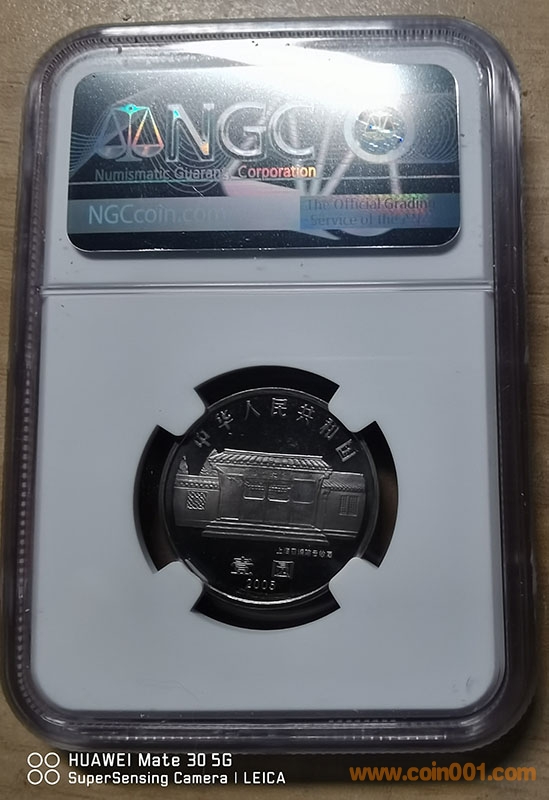 NGC
Numismatic Guaranty Corporation
NGCcoin.com
The Official Grading
Service of the
中华人民共和国
壹圆
2005
HUAWEI Mate 30 5G
SuperSensing Camera | LEICA
www.coin001.com